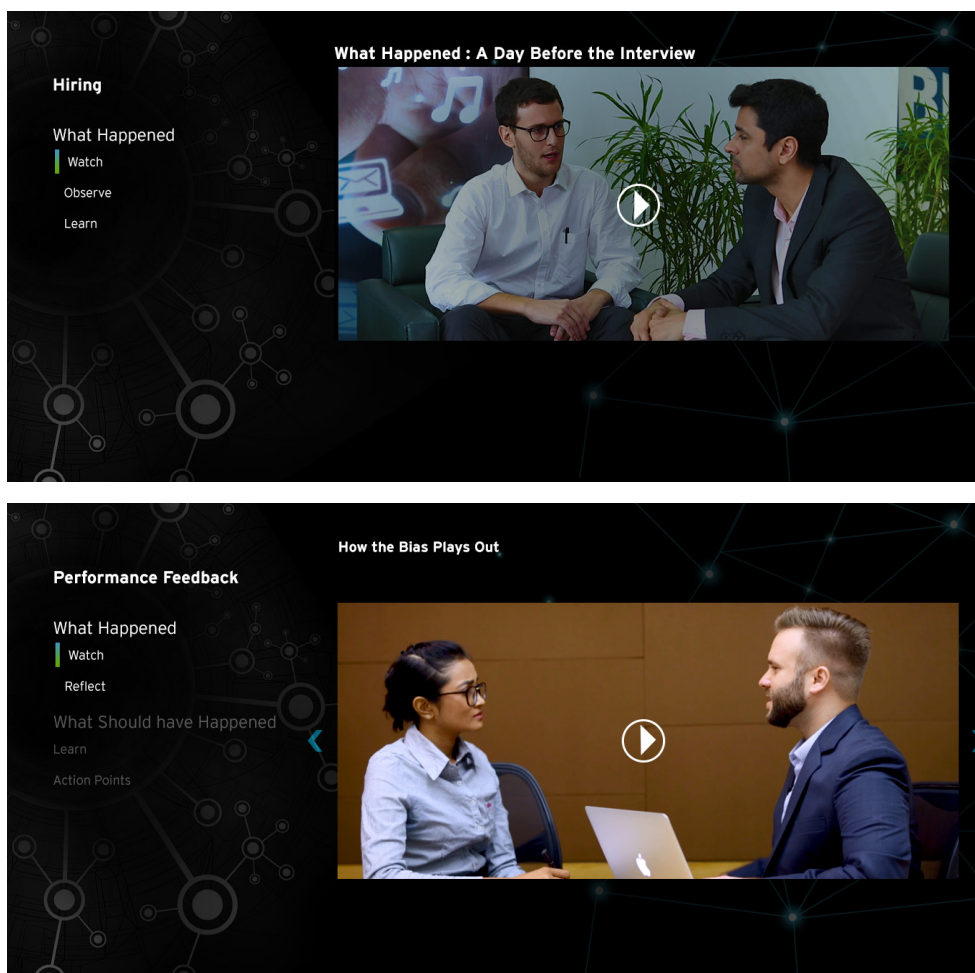 What Happened : A Day Before the Interview
Hiring
What Happened
Watch
Observe
Learn
How the Bias Plays Out
Performance Feedback
What Happened
Watch
Reflect
What Should have Happened
Learn
Action Points